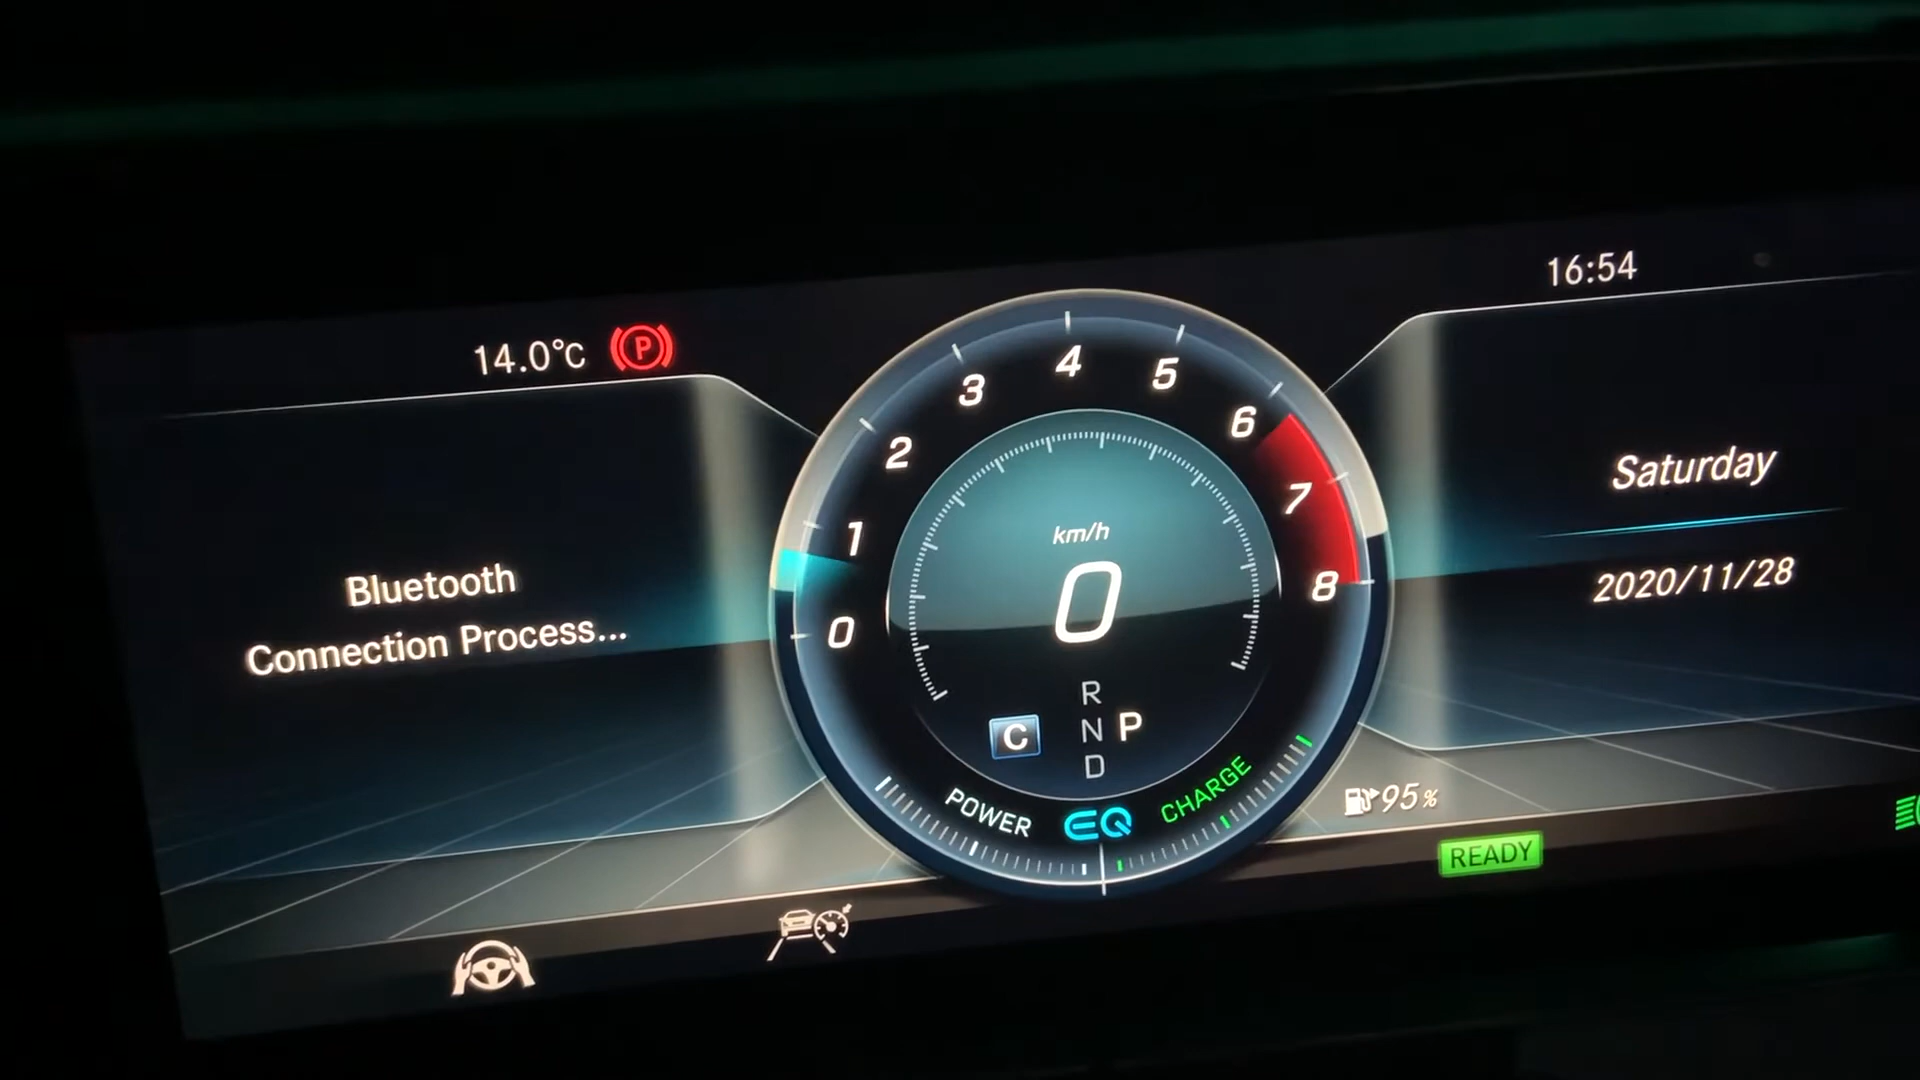 14.0°C
P
16:54
Bluetooth
Connection Process...
0
1
2
3
4
5
6
7
8
km/h
0
R
N
D
P
C
POWER
EQ
CHARGE
Saturday
2020/11/28
95%
READY